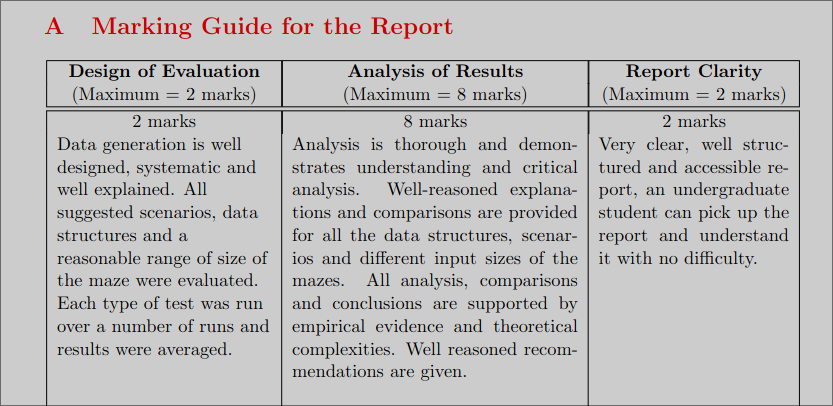 A Marking Guide for the Report
Design of Evaluation
(Maximum = 2 marks)
Analysis of Results
(Maximum = 8 marks)
Report Clarity
(Maximum = 2 marks)
2 marks
Data generation is well
designed, systematic and
well explained. All
suggested scenarios, data
structures and a
reasonable range of size of
the maze were evaluated.
Each type of test was run
over a number of runs and
results were averaged.
8 marks
Analysis is thorough and demon-
strates understanding and critical
analysis. Well-reasoned explana-
tions and comparisons are provided
for all the data structures, scenar-
ios and different input sizes of the
mazes. All analysis, comparisons
and conclusions are supported by
empirical evidence and theoretical
complexities. Well reasoned recom-
mendations are given.
2 marks
Very clear, well struc-
tured and accessible re-
port, an undergraduate
student can pick up the
report and understand
it with no difficulty.